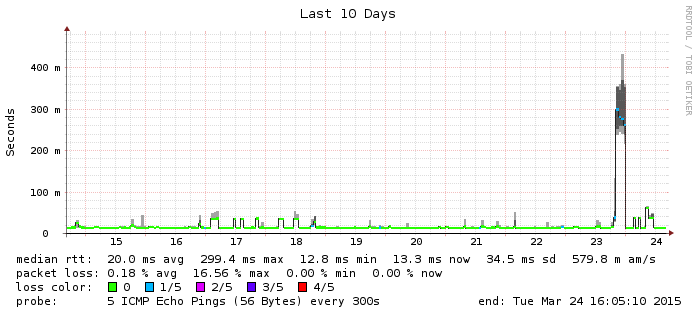 Last 10 Days
RRDTOOL / TOBI OETIKER
Seconds
400 m
300 m
200 m
100 m
0
15 16 17 18 19 20 21 22 23 24
median rtt: 20.0 ms avg 299.4 ms max 12.8 ms min 13.3 ms now 34.5 ms sd 579.8 m am/s
packet loss: 0.18 % avg 16.56 % max 0.00 % min 0.00 % now
loss color: 0 1/5 2/5 3/5 4/5
probe: 5 ICMP Echo Pings (56 Bytes) every 300s end: Tue Mar 24 16:05:10 2015